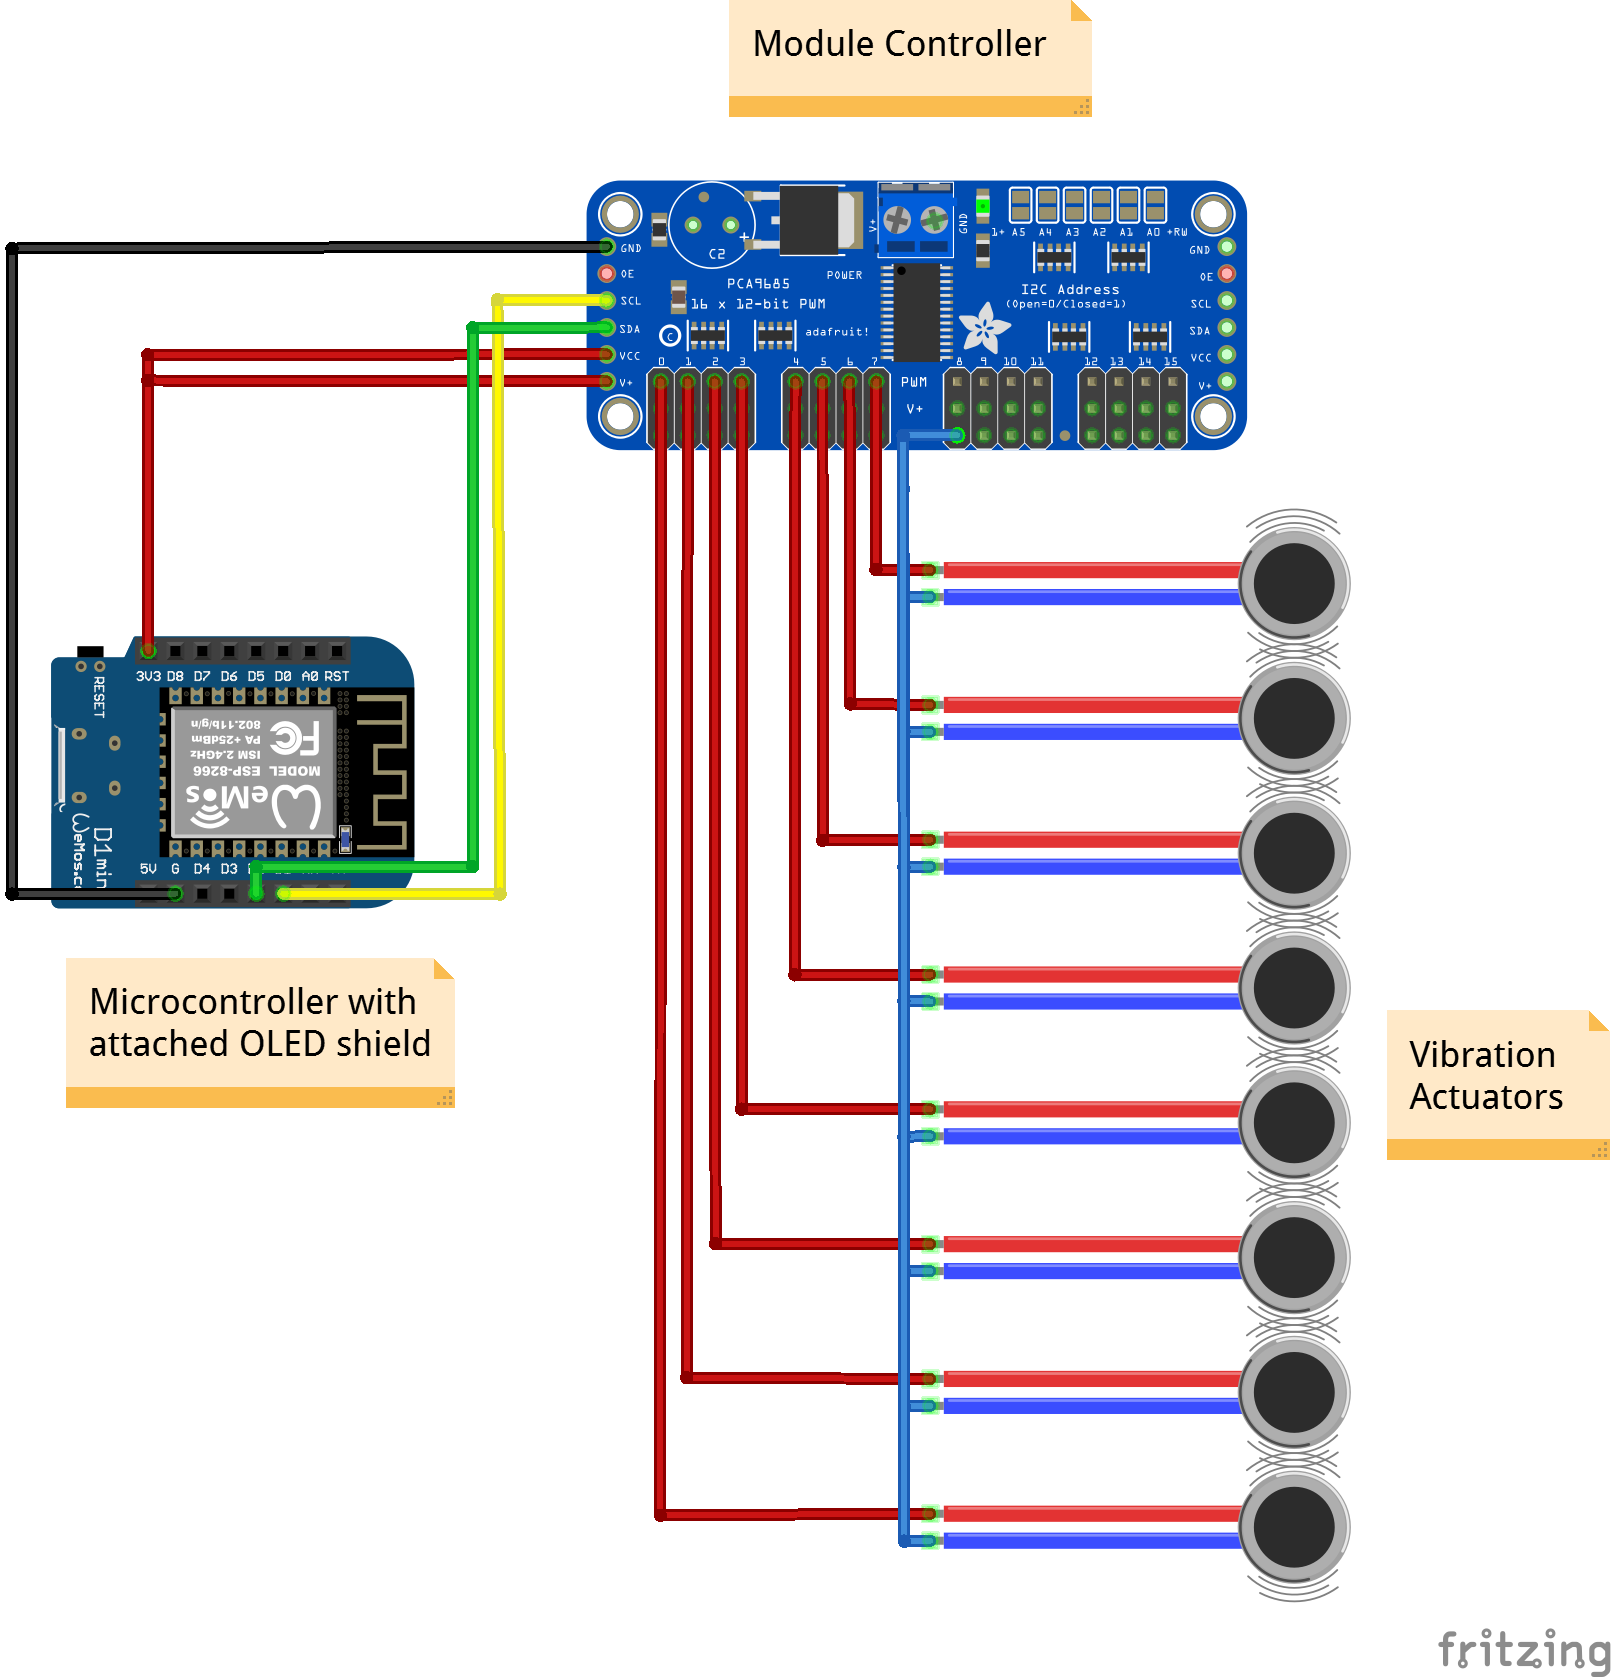 Module Controller
C2
+
V+
GND
1+ A5 A4 A3 A2 A1 A0 +RW
GND
OE
SCL
SDA
VCC
V+
POWER
PCA9685
16 x 12-bit PWM
adafruit!
C
I2C Address
(Open=0/Closed=1)
GND
OE
SCL
SDA
VCC
V+
0 1 2 3 4 5 6 7 8 9 10 11 12 13 14 15
PWM
V+
3V3 D8 D7 D6 D5 D0 A0 RST
RESET
802.11b/g/n
PA +25dBm
ISM 2.4GHz
MODEL ESP-8266
FC
WeMos
D1 min
WeMos.c
5V G D4 D3
Microcontroller with
attached OLED shield
Vibration
Actuators
fritzing